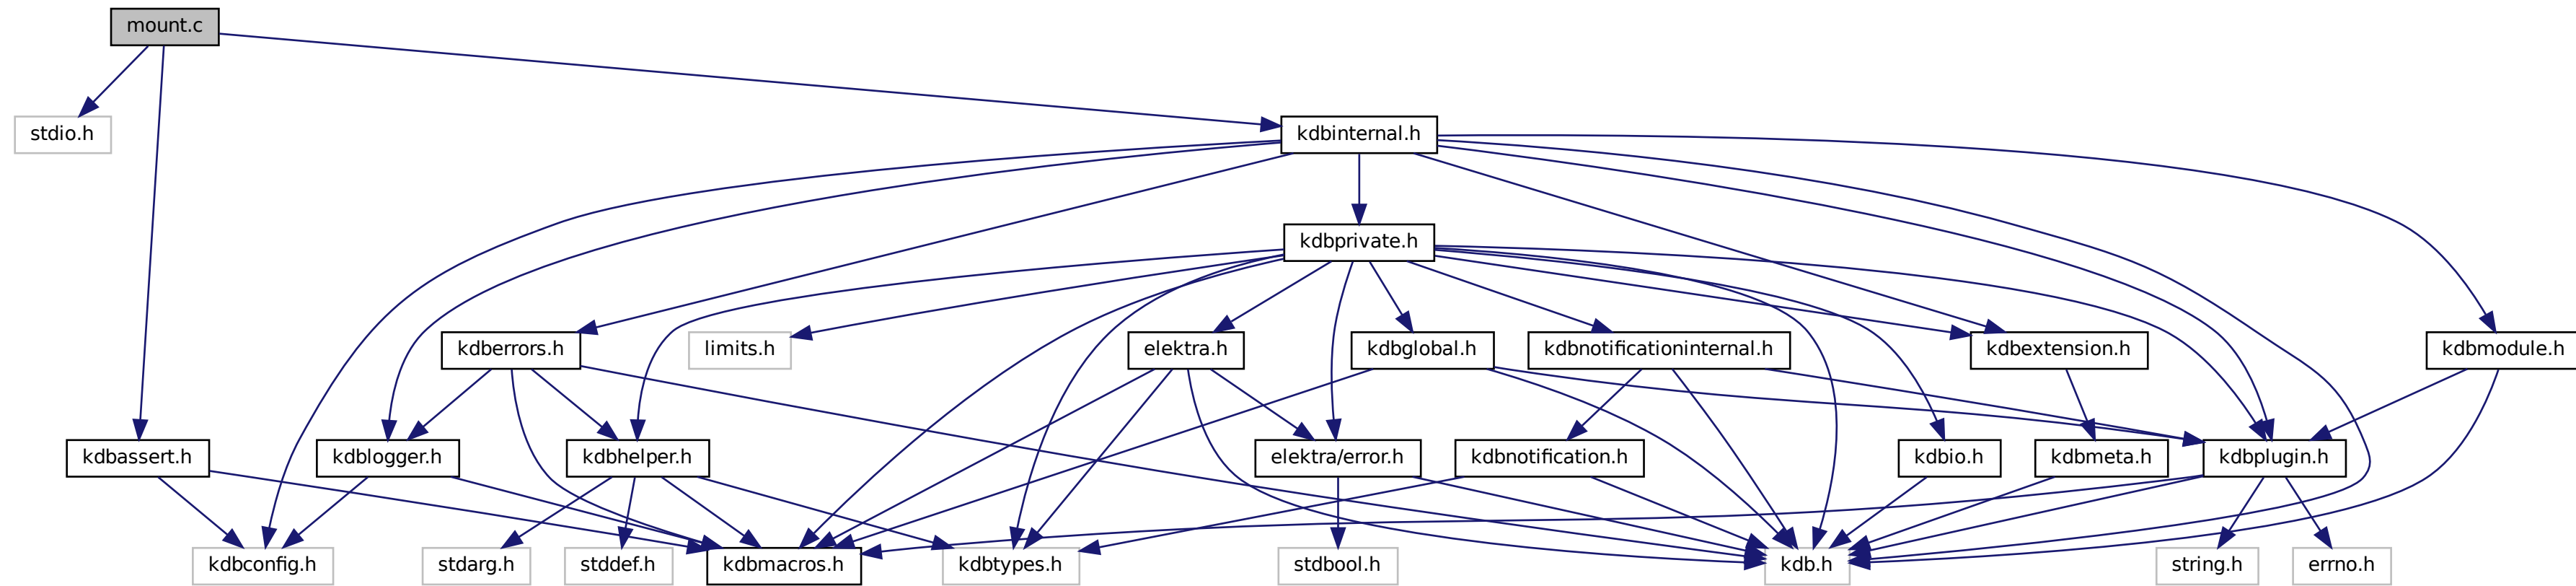 mount.c
stdio.h
kdbinternal.h
kdbprivate.h
kdberrors.h
limits.h
elektra.h
kdbglobal.h
kdbnotificationinternal.h
kdbextension.h
kdbmodule.h
kdbassert.h
kdblogger.h
kdbhelper.h
elektra/error.h
kdbnotification.h
kdbio.h
kdbmeta.h
kdbplugin.h
kdbconfig.h
stdarg.h
stddef.h
kdbmacros.h
kdbtypes.h
stdbool.h
kdb.h
string.h
errno.h